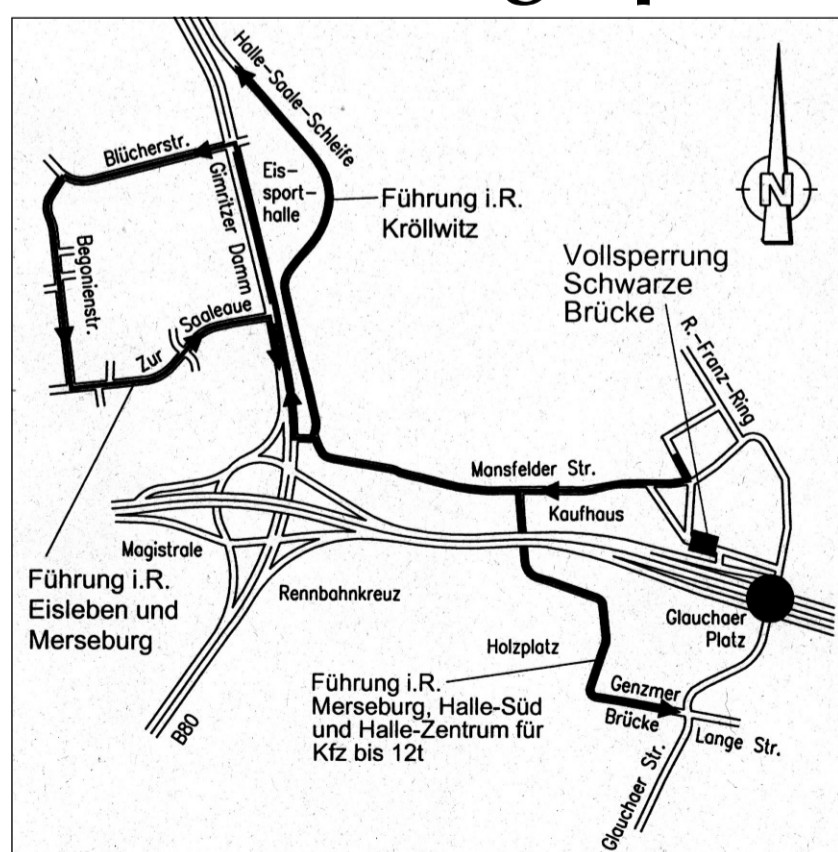 Halle-Saale-Schleife
Blücherstr.
Gimritzer Damm
Eis-
sport-
halle
Führung i.R.
Kröllwitz
N
Vollsperrung
Schwarze
Brücke
Begonienstr.
Zur Saaleaue
R.-Franz-Ring
Mansfelder Str.
Kaufhaus
Magistrale
Führung i.R.
Eisleben und
Merseburg
Rennbahnkreuz
Glauchaer
Platz
Holzplatz
Führung i.R.
Merseburg, Halle-Süd
und Halle-Zentrum für
Kfz bis 12t
Genzmer
Brücke
Lange Str.
B80
Glauchaer Str.